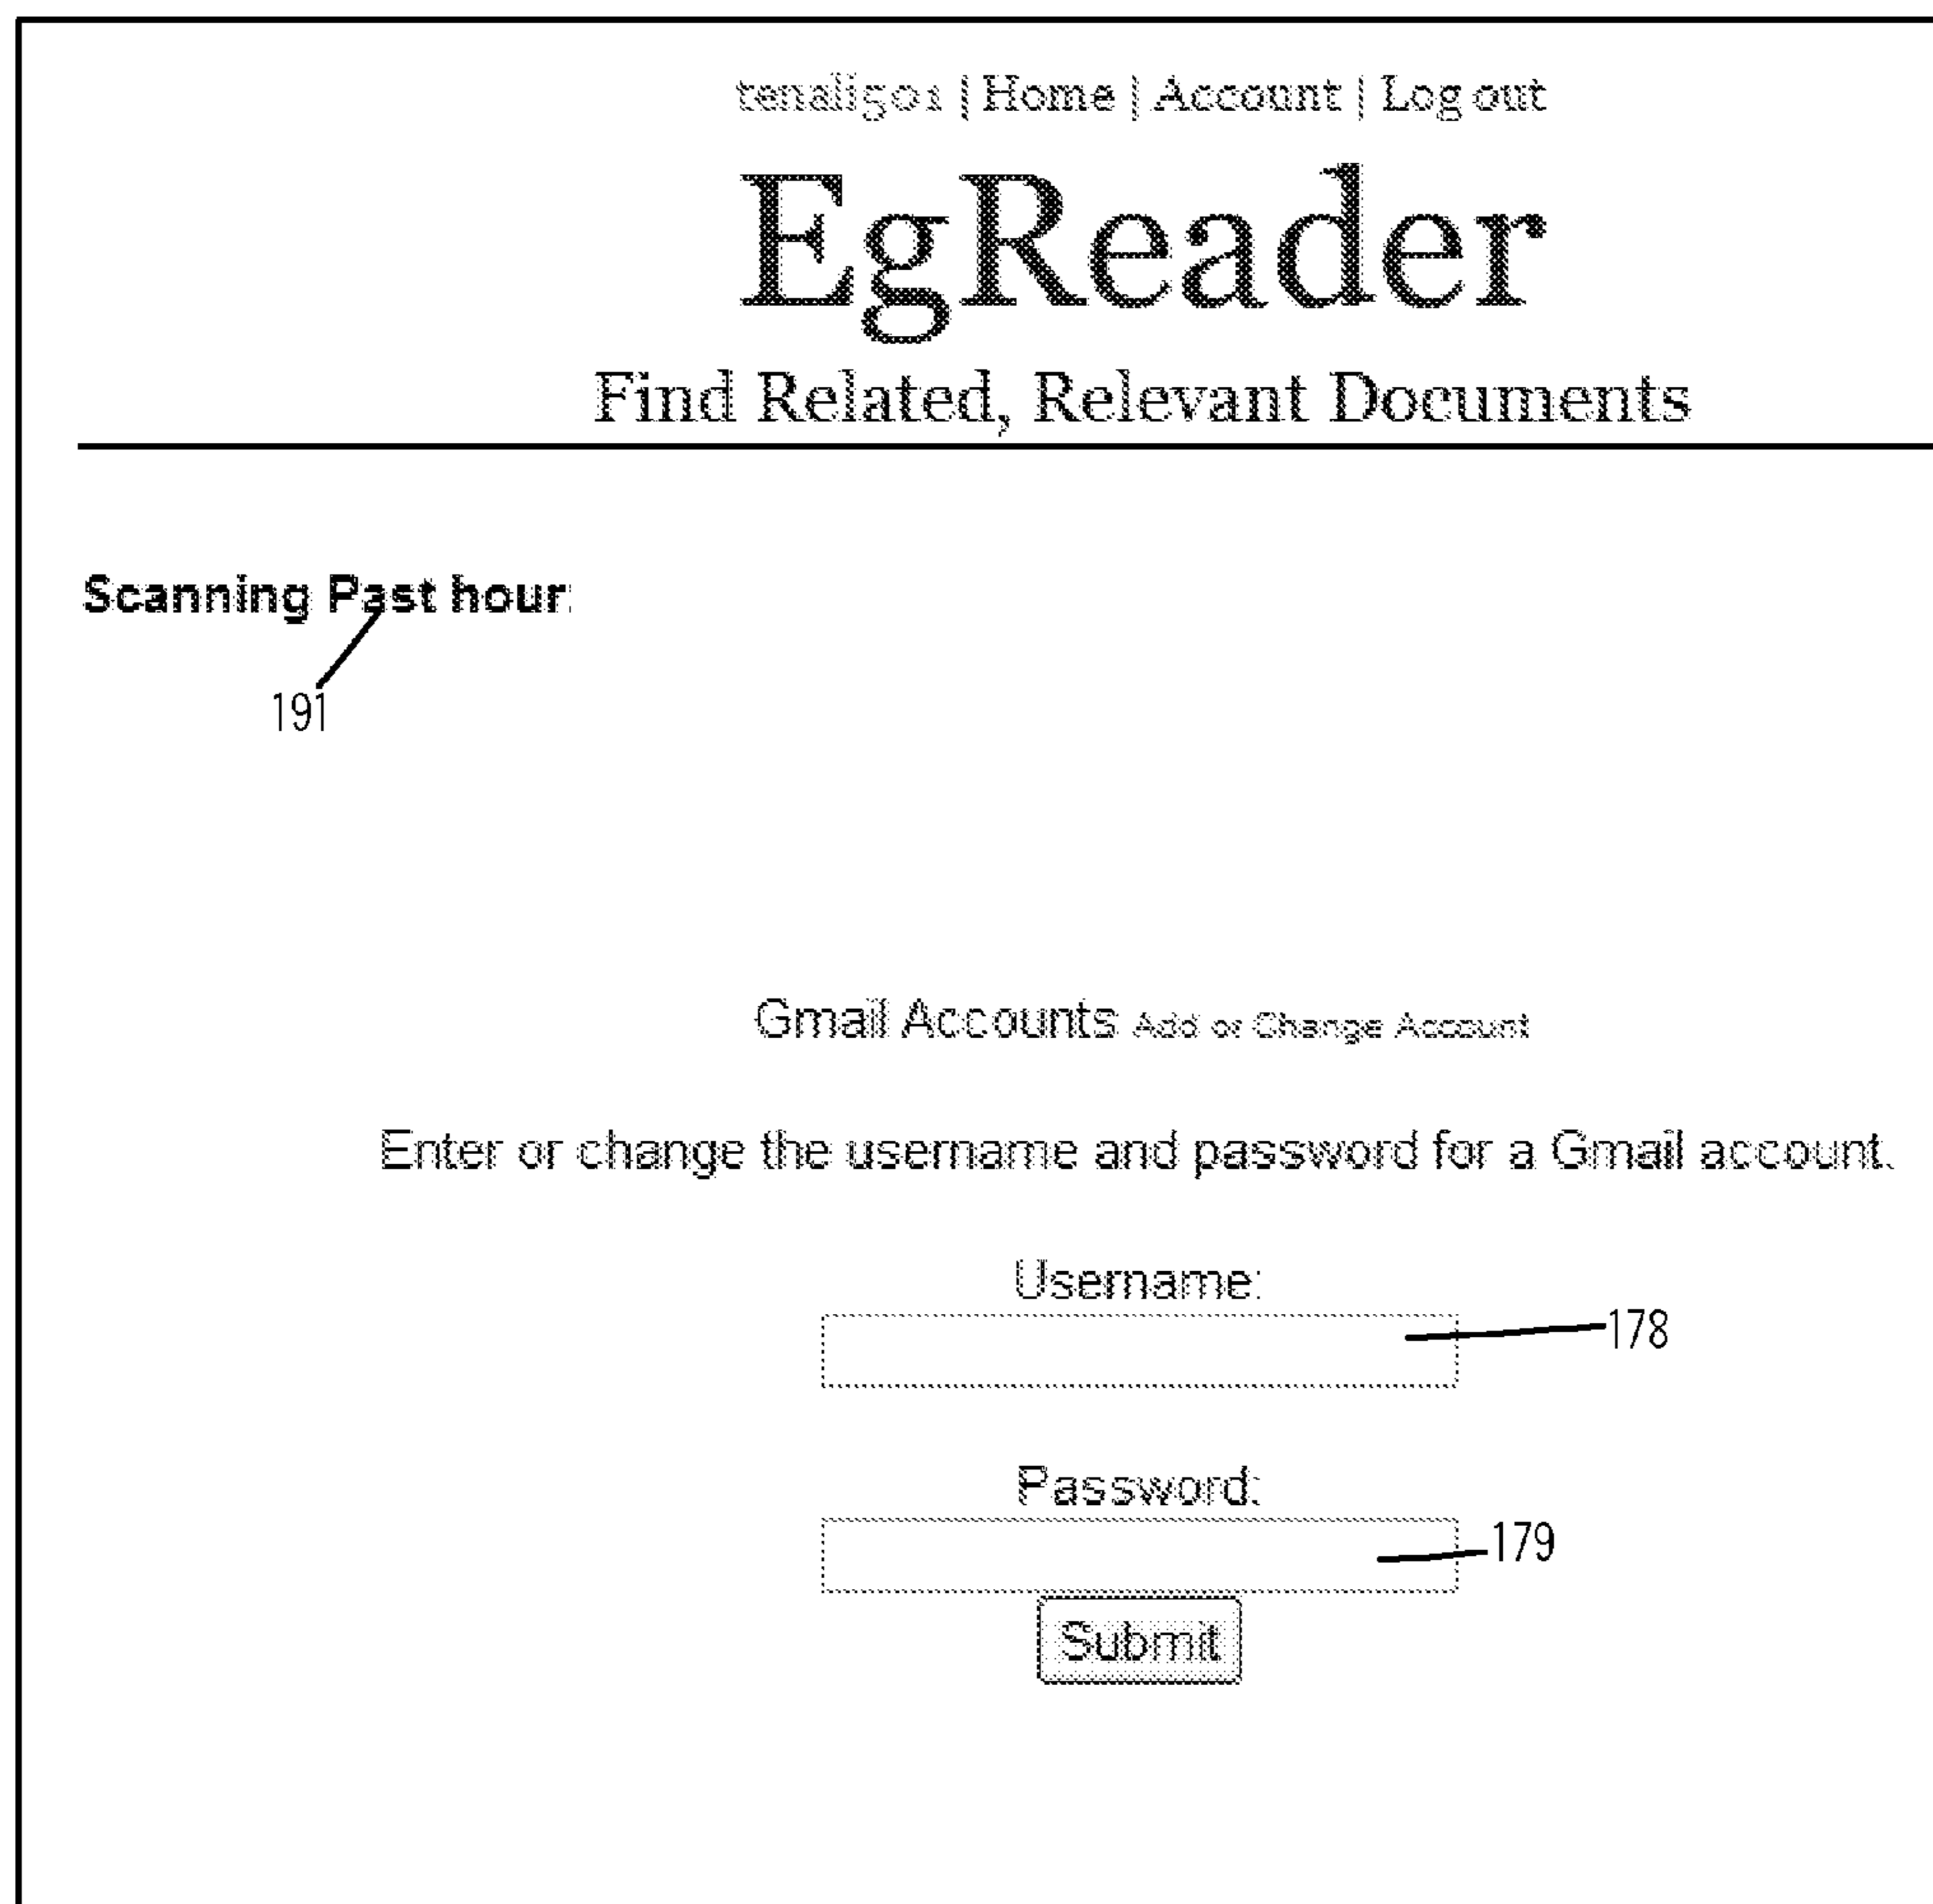 tenali501 | Home | Account | Log out
EgReader
Find Related, Relevant Documents
Scanning Past hour:
191
Gmail Accounts Add or Change Account
Enter or change the username and password for a Gmail account.
Username:
178
Password:
179
Submit